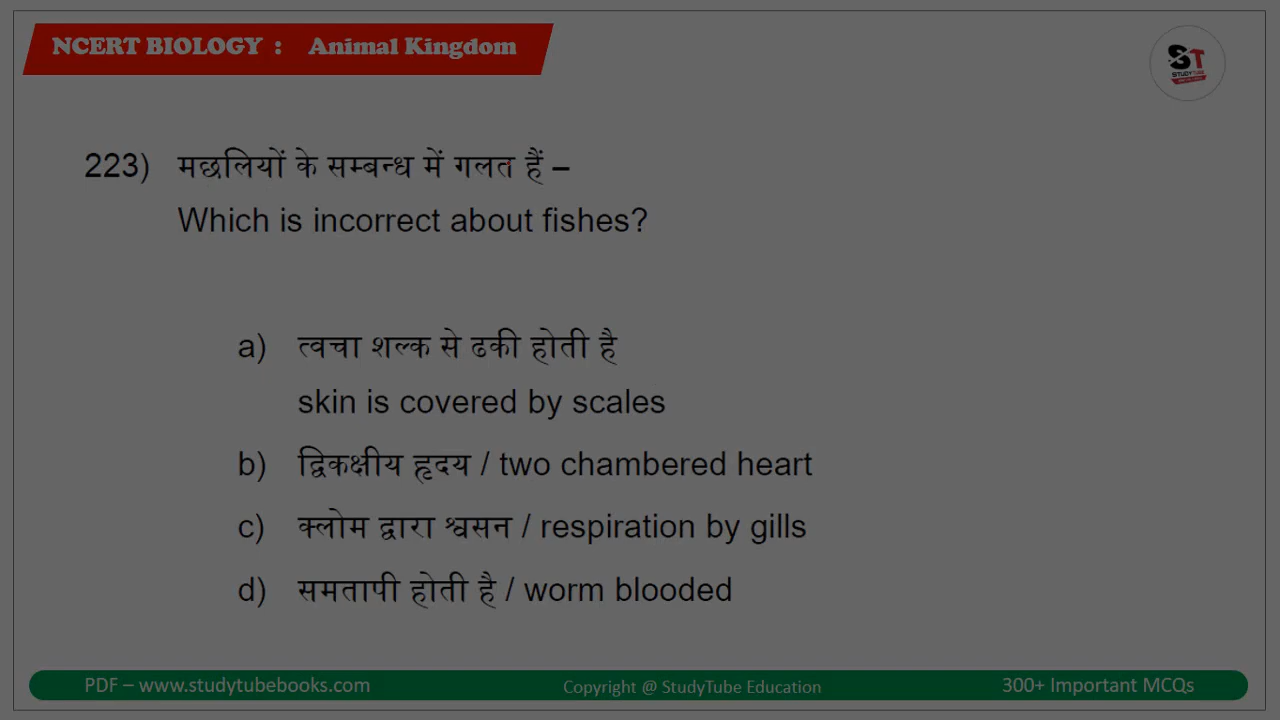 NCERT BIOLOGY : Animal Kingdom
ST
STUDYTUBE
223) मछलियों के सम्बन्ध में गलत हैं –
Which is incorrect about fishes?
a) त्वचा शल्क से ढकी होती है
skin is covered by scales
b) द्विकक्षीय हृदय / two chambered heart
c) क्लोम द्वारा श्वसन / respiration by gills
d) समतापी होती है / worm blooded
PDF – www.studytubebooks.com Copyright @ StudyTube Education 300+ Important MCQs